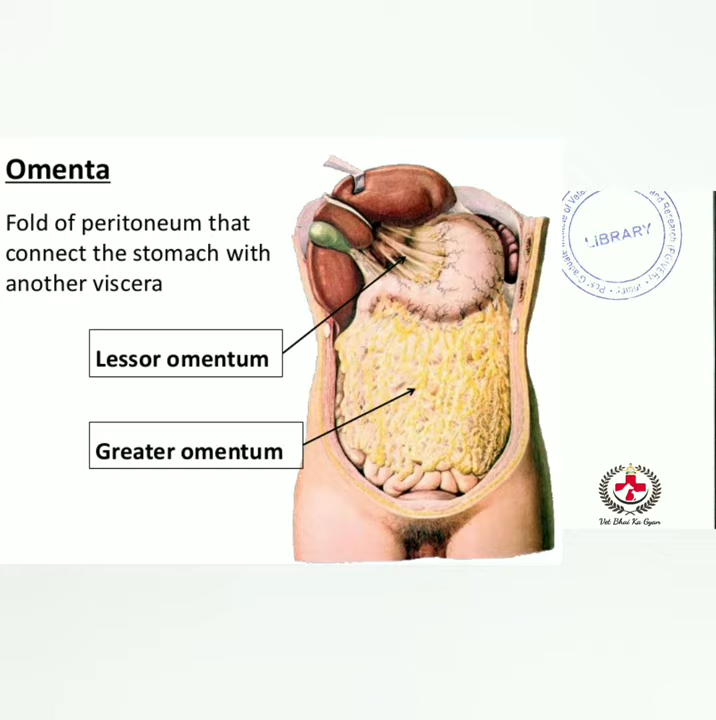 Omenta
Fold of peritoneum that
connect the stomach with
another viscera
Lessor omentum
Greater omentum
LIBRARY
Vet Bhai Ka Gyan